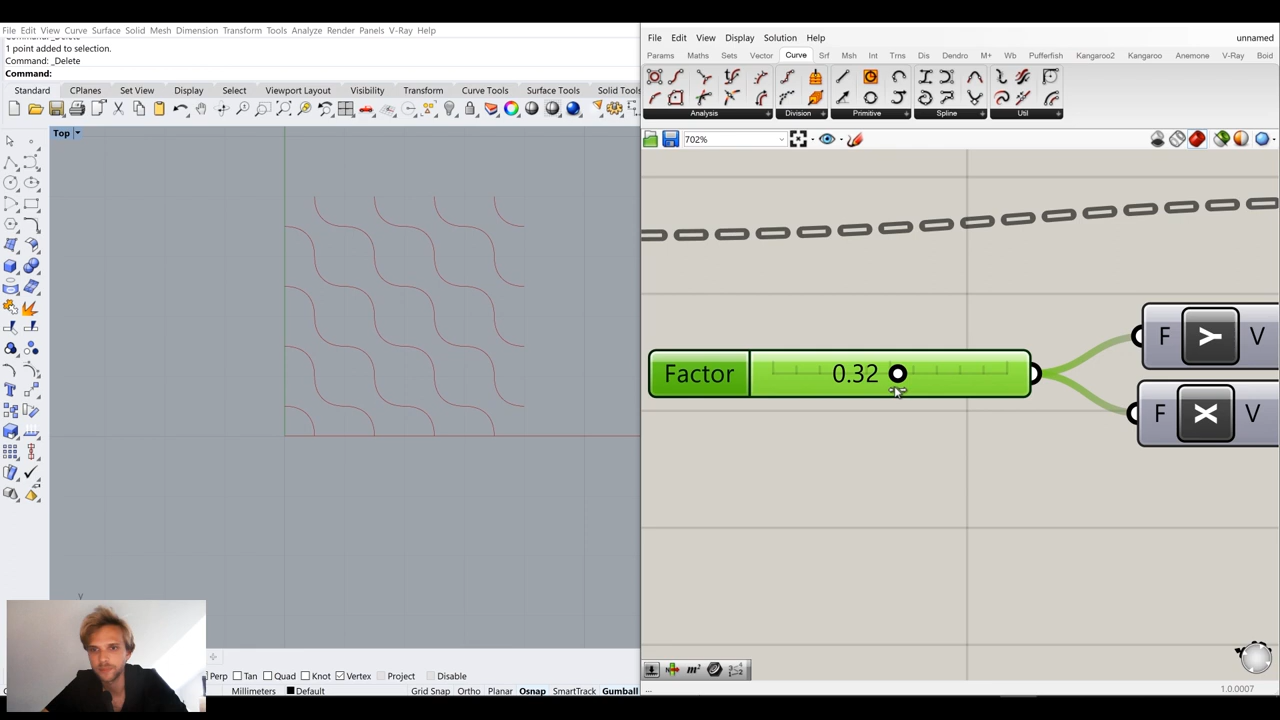 File Edit View Curve Surface Solid Mesh Dimension Transform Tools Analyze Render Panels V-Ray Help
1 point added to selection.
Command: _Delete
Command:
Standard CPlanes Set View Display Select Viewport Layout Visibility Transform Curve Tools Surface Tools Solid Tools
Top
y
Perp Tan Quad Knot Vertex Project Disable
Millimeters Default Grid Snap Ortho Planar Osnap SmartTrack Gumball
File Edit View Display Solution Help
unnamed
Params Maths Sets Vector Curve Srf Msh Int Trns Dis Dendro M+ Wb Pufferfish Kangaroo2 Kangaroo Anemone V-Ray Boid
Analysis Division Primitive Spline Util
702%
F Y V
Factor 0.32
F X V
m²
...
1.0.0007